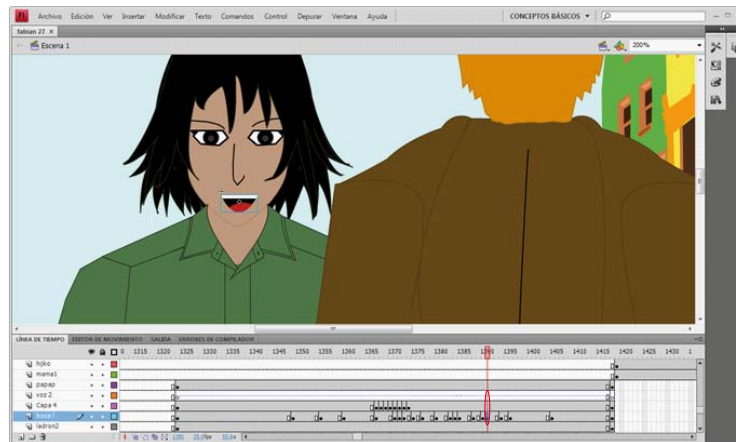 FL Archivo Edición Ver Insertar Modificar Texto Comandos Control Depurar Ventana Ayuda CONCEPTOS BÁSICOS
fabian 27 ×
Escena 1 200%
LÍNEA DE TIEMPO EDITOR DE MOVIMIENTO SALIDA ERRORES DE COMPILADOR
1315 1320 1325 1330 1335 1340 1345 1350 1355 1360 1365 1370 1375 1380 1385 1390 1395 1400 1405 1410 1415 1420 1425 1430
hijko
mama1
papap
voz 2
Capa 4
boca1
ladron2